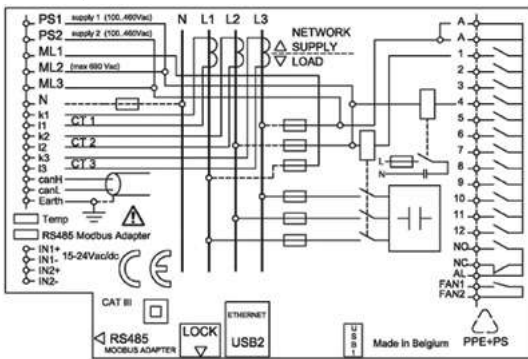 PS1 supply 1 (100..460Vac)
PS2 supply 2 (100..460Vac)
ML1
ML2 (max 690 Vac)
ML3
N
k1
l1 CT 1
k2
l2 CT 2
k3
l3 CT 3
canH
canL
Earth
Temp
RS485 Modbus Adapter
IN1+
IN1- 15-24Vac/dc
IN2+
IN2-
CE
CAT III
RS485
MODBUS ADAPTER
LOCK
ETHERNET
USB2
N L1 L2 L3
NETWORK
SUPPLY
LOAD
L
N
A
A
1
2
3
4
5
6
7
8
9
10
11
12
NO
NC
AL
FAN1
FAN2
USB1
Made in Belgium
PPE+PS